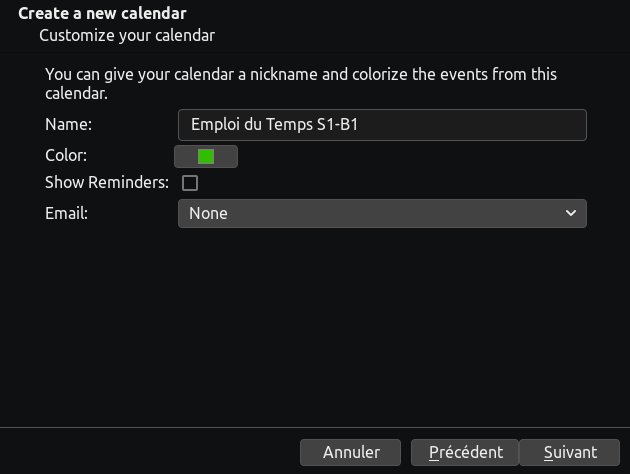 Create a new calendar
Customize your calendar
You can give your calendar a nickname and colorize the events from this
calendar.
Name: Emploi du Temps S1-B1
Color:
Show Reminders:
Email: None
Annuler Précédent Suivant